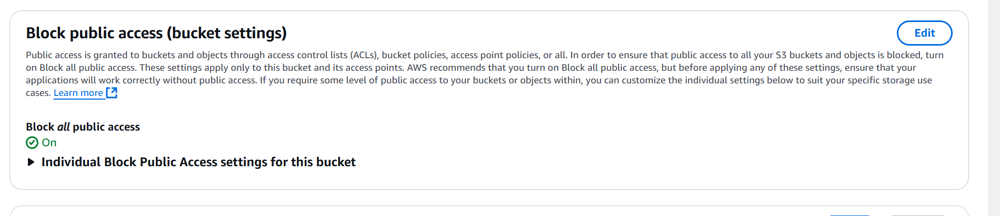 Block public access (bucket settings)
Edit
Public access is granted to buckets and objects through access control lists (ACLs), bucket policies, access point policies, or all. In order to ensure that public access to all your S3 buckets and objects is blocked, turn
on Block all public access. These settings apply only to this bucket and its access points. AWS recommends that you turn on Block all public access, but before applying any of these settings, ensure that your
applications will work correctly without public access. If you require some level of public access to your buckets or objects within, you can customize the individual settings below to suit your specific storage use
cases. Learn more
Block all public access
On
Individual Block Public Access settings for this bucket